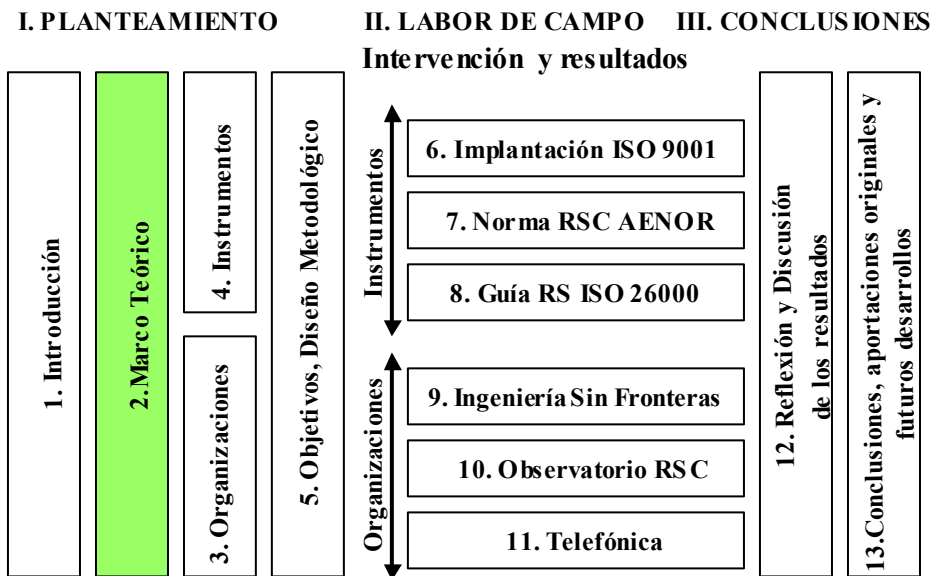 I. PLANTEAMIENTO
II. LABOR DE CAMPO
III. CONCLUSIONES
Intervención y resultados
1. Introducción
2.Marco Teórico
4. Instrumentos
3. Organizaciones
5. Objetivos, Diseño Metodológico
Instrumentos
6. Implantación ISO 9001
7. Norma RSC AENOR
8. Guía RS ISO 26000
Organizaciones
9. Ingeniería Sin Fronteras
10. Observatorio RSC
11. Telefónica
12. Reflexión y Discusión
de los resultados
13.Conclusiones, aportaciones originales y
futuros desarrollos